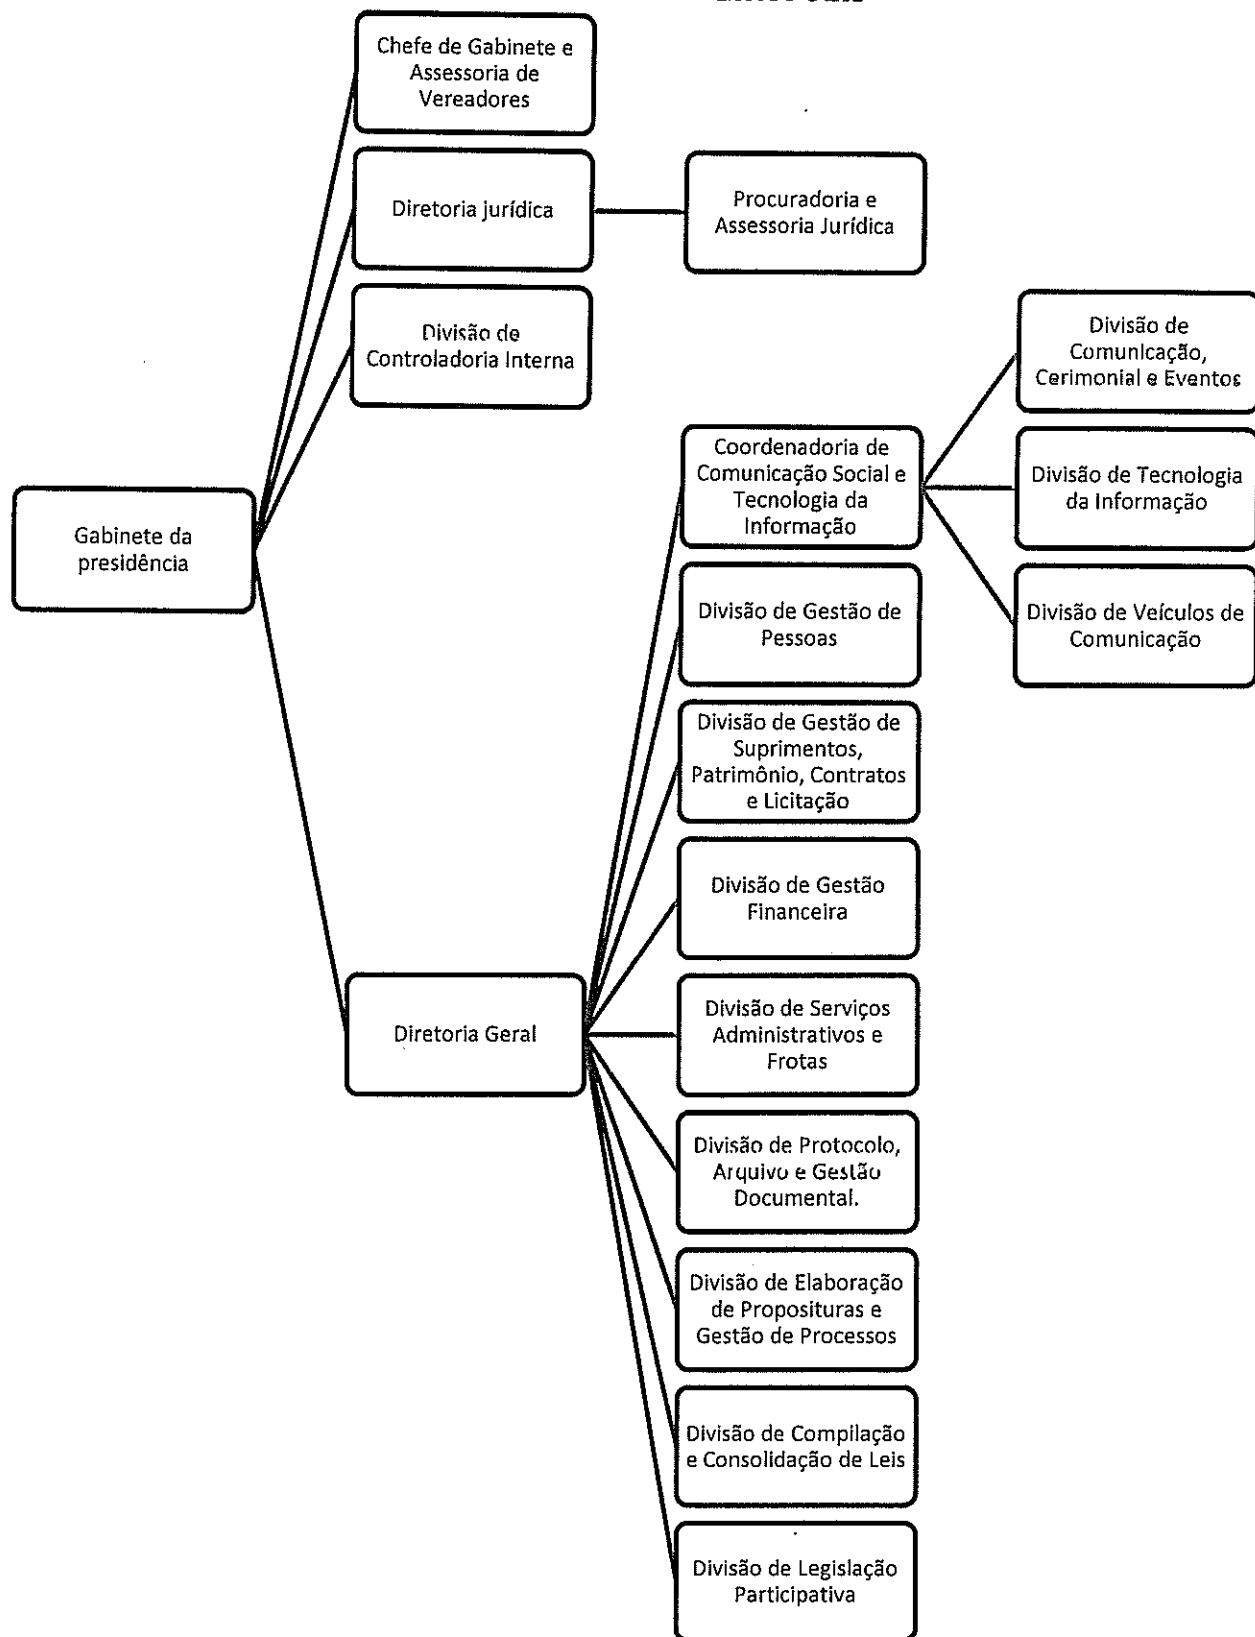 Chefe de Gabinete e
Assessoria de
Vereadores
Diretoria jurídica
Procuradoria e
Assessoria Jurídica
Divisão de
Controladoria Interna
Divisão de
Comunicação,
Cerimonial e Eventos
Coordenadoria de
Comunicação Social e
Tecnologia da
Informação
Divisão de Tecnologia
da Informação
Gabinete da
presidência
Divisão de Gestão de
Pessoas
Divisão de Veículos de
Comunicação
Divisão de Gestão de
Suprimentos,
Patrimônio, Contratos
e Licitação
Divisão de Gestão
Financeira
Diretoria Geral
Divisão de Serviços
Administrativos e
Frotas
Divisão de Protocolo,
Arquivo e Gestão
Documental.
Divisão de Elaboração
de Proposituras e
Gestão de Processos
Divisão de Compilação
e Consolidação de Leis
Divisão de Legislação
Participativa